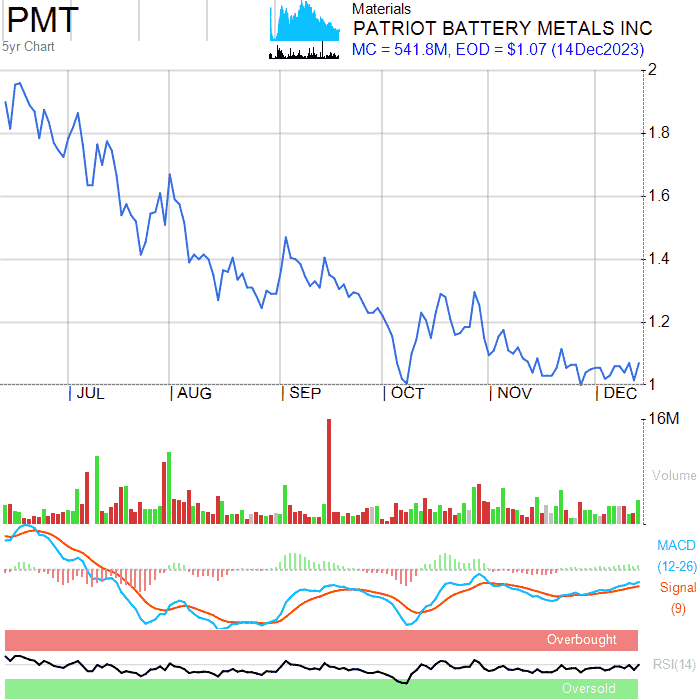 PMT
5yr Chart
Materials
PATRIOT BATTERY METALS INC
MC = 541.8M, EOD = $1.07 (14Dec2023)
2
1.8
1.6
1.4
1.2
1
JUL AUG SEP OCT NOV DEC
16M
Volume
MACD
(12-26)
Signal
(9)
Overbought
RSI(14)
Oversold